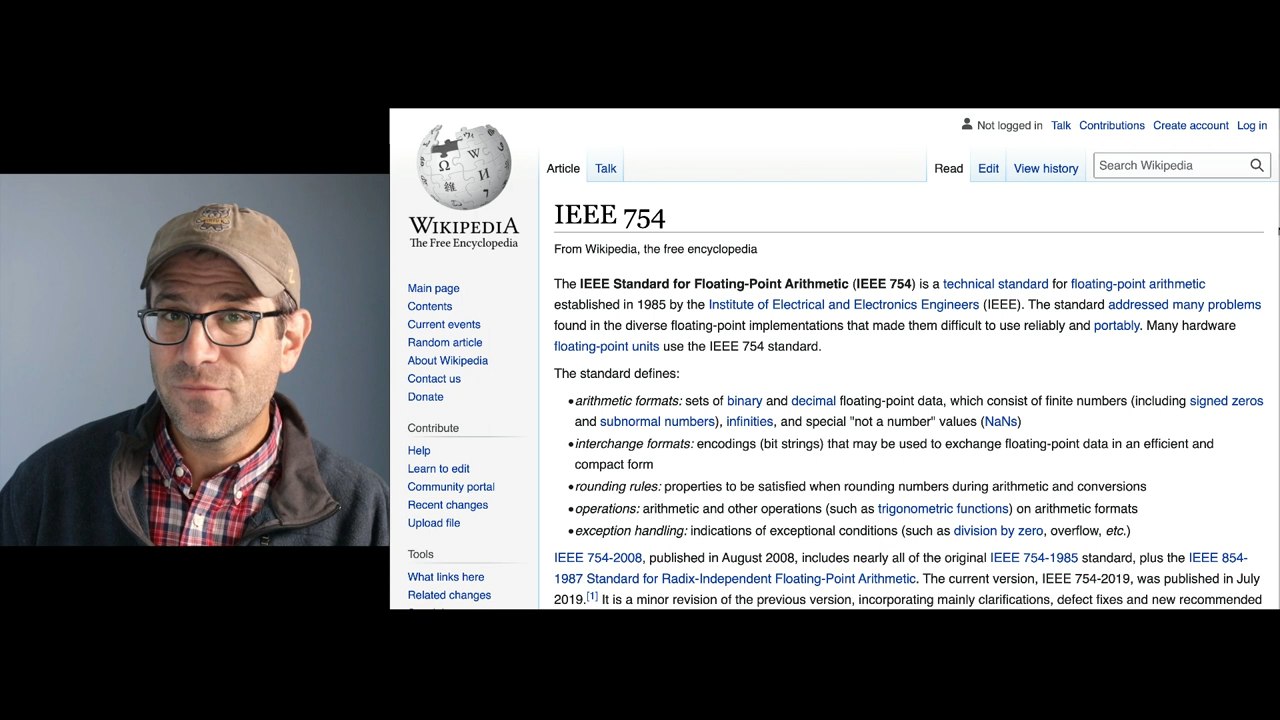 Not logged in Talk Contributions Create account Log in
Article Talk Read Edit View history Search Wikipedia
WIKIPEDIA
The Free Encyclopedia
Main page
Contents
Current events
Random article
About Wikipedia
Contact us
Donate
Contribute
Help
Learn to edit
Community portal
Recent changes
Upload file
Tools
What links here
Related changes
IEEE 754
From Wikipedia, the free encyclopedia
The IEEE Standard for Floating-Point Arithmetic (IEEE 754) is a technical standard for floating-point arithmetic
established in 1985 by the Institute of Electrical and Electronics Engineers (IEEE). The standard addressed many problems
found in the diverse floating-point implementations that made them difficult to use reliably and portably. Many hardware
floating-point units use the IEEE 754 standard.
The standard defines:
•arithmetic formats: sets of binary and decimal floating-point data, which consist of finite numbers (including signed zeros
and subnormal numbers), infinities, and special "not a number" values (NaNs)
•interchange formats: encodings (bit strings) that may be used to exchange floating-point data in an efficient and
compact form
•rounding rules: properties to be satisfied when rounding numbers during arithmetic and conversions
•operations: arithmetic and other operations (such as trigonometric functions) on arithmetic formats
•exception handling: indications of exceptional conditions (such as division by zero, overflow, etc.)
IEEE 754-2008, published in August 2008, includes nearly all of the original IEEE 754-1985 standard, plus the IEEE 854-
1987 Standard for Radix-Independent Floating-Point Arithmetic. The current version, IEEE 754-2019, was published in July
2019.[1] It is a minor revision of the previous version, incorporating mainly clarifications, defect fixes and new recommended